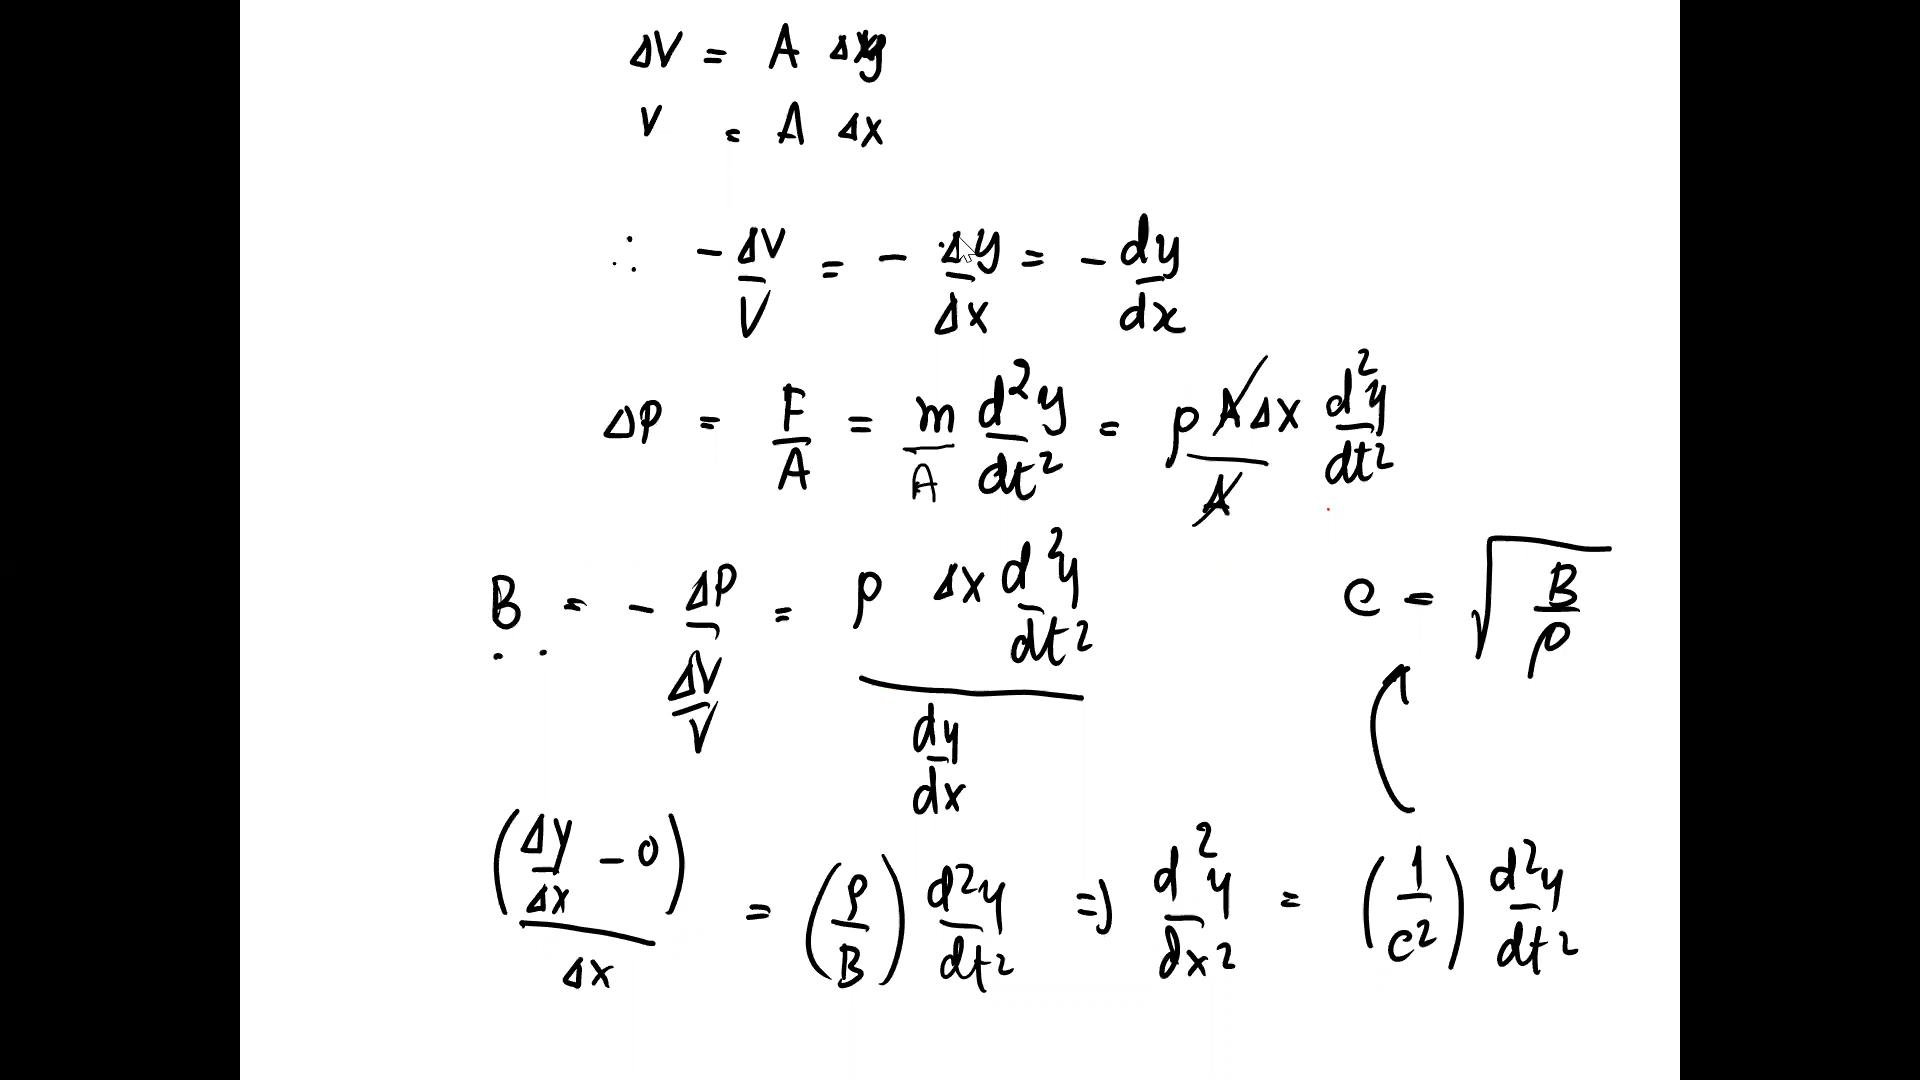 ΔV = A Δy
V = A Δx
∴ -ΔV/V = - Δy/Δx = - dy/dx
ΔP = F/A = m/A d²y/dt² = ρ A Δx/A d²y/dt²
B = - ΔP/(ΔV/V) = (ρ Δx d²y/dt²)/(dy/dx) c = √(B/ρ)
(Δy/Δx - 0)/Δx = (ρ/B) d²y/dt² ⇒ d²y/dx² = (1/c²) d²y/dt²